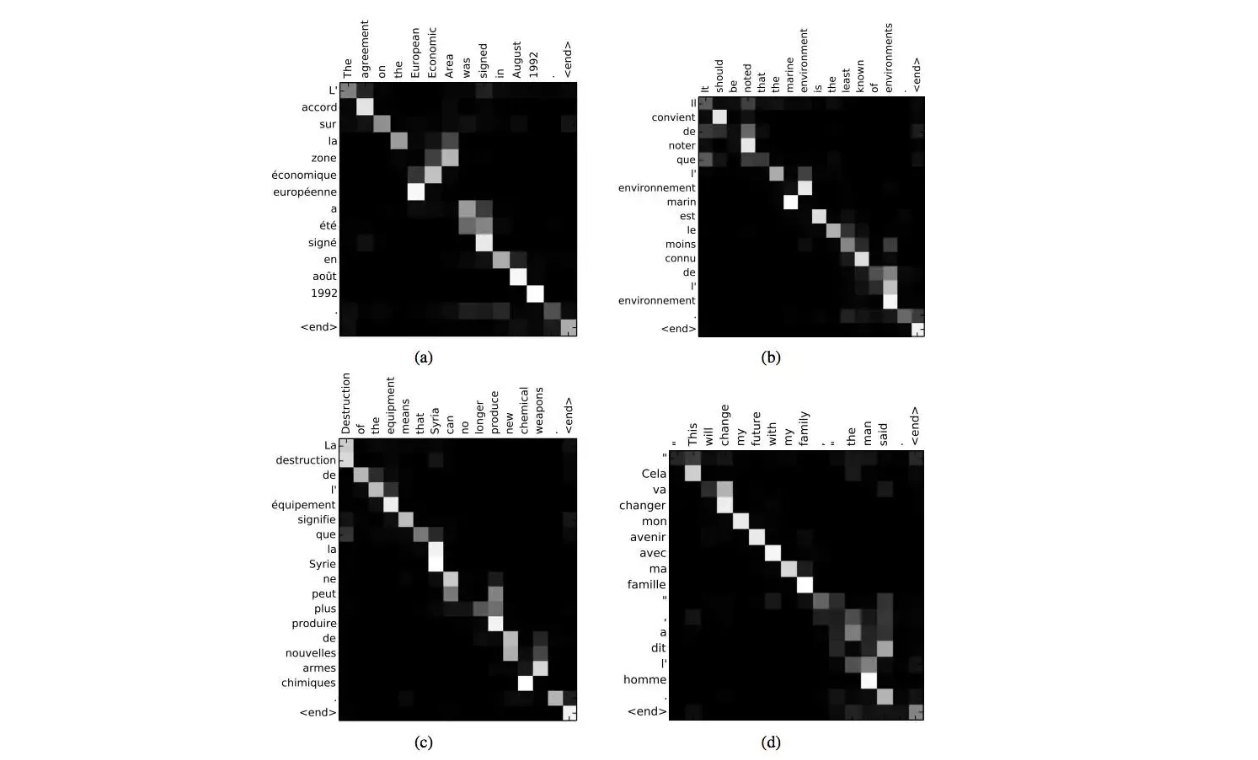 The agreement on the European Economic Area was signed in August 1992 . <end>
L'
accord
sur
la
zone
économique
européenne
a
été
signé
en
août
1992
.
<end>
(a)
It should be noted that the marine environment is the least known of environments . <end>
Il
convient
de
noter
que
l'
environnement
marin
est
le
moins
connu
de
l'
environnement
.
<end>
(b)
Destruction of the equipment means that Syria can no longer produce new chemical weapons . <end>
La
destruction
de
l'
équipement
signifie
que
la
Syrie
ne
peut
plus
produire
de
nouvelles
armes
chimiques
.
<end>
(c)
" This will change my future with my family , " the man said . <end>
"
Cela
va
changer
mon
avenir
avec
ma
famille
"
,
a
dit
l'
homme
.
<end>
(d)